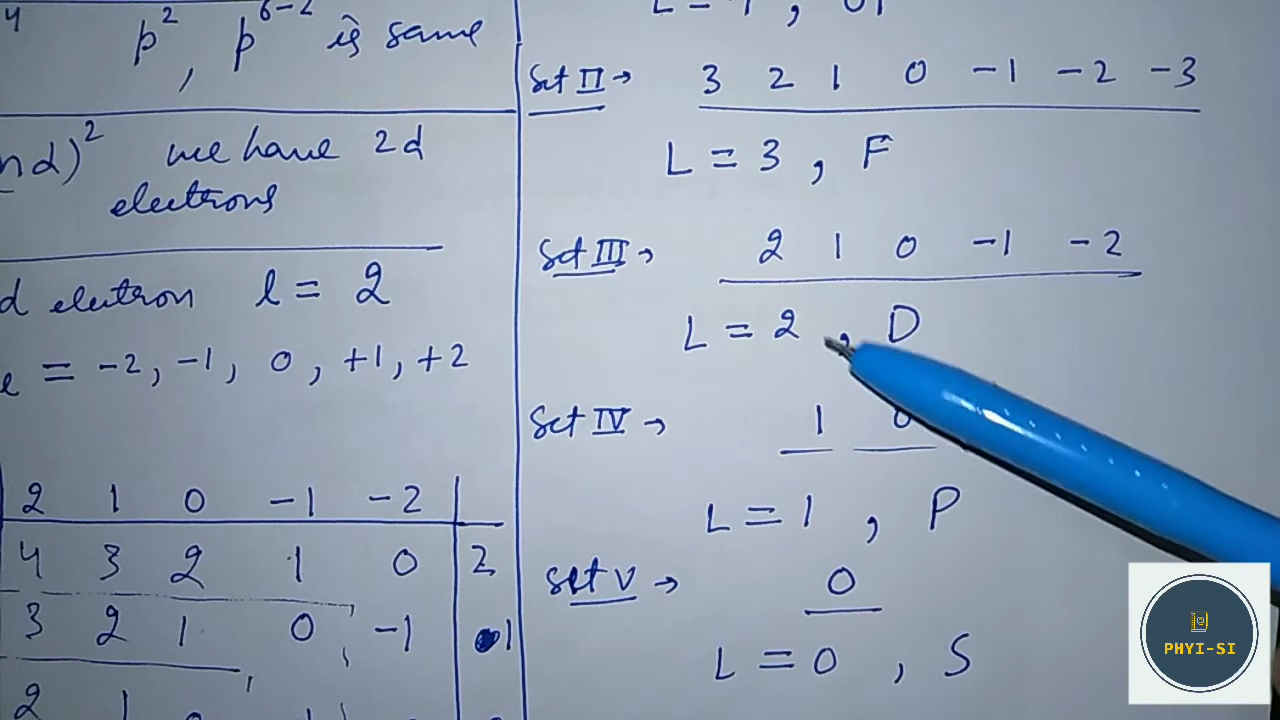 4 p², p⁶⁻² is same
nd)² we have 2d
electrons
d electron l = 2
e = -2, -1, 0, +1, +2
2 1 0 -1 -2
4 3 2 1 0 2
3 2 1 0 -1 1
2 1
Set II → 3 2 1 0 -1 -2 -3
L = 3, F
Set III → 2 1 0 -1 -2
L = 2, D
Set IV → 1 0
L = 1, P
Set V → 0
L = 0, S
PHYI-SI